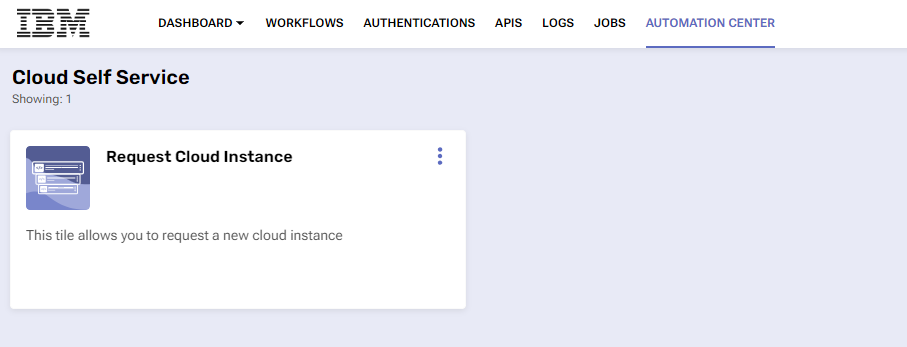 IBM DASHBOARD WORKFLOWS AUTHENTICATIONS APIS LOGS JOBS AUTOMATION CENTER
Cloud Self Service
Showing: 1
Request Cloud Instance
This tile allows you to request a new cloud instance